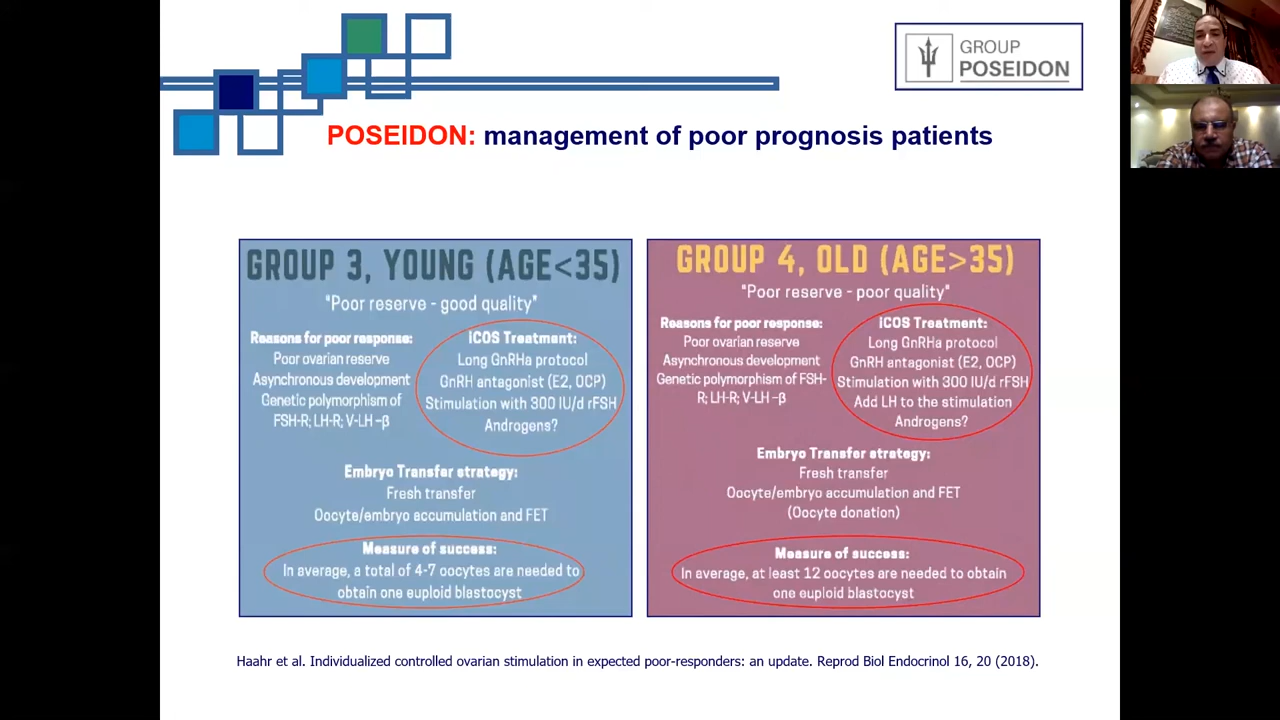 GROUP
POSEIDON
POSEIDON: management of poor prognosis patients
GROUP 3, YOUNG (AGE<35)
"Poor reserve - good quality"
Reasons for poor response:
Poor ovarian reserve
Asynchronous development
Genetic polymorphism of
FSH-R; LH-R; V-LH -β
iCOS Treatment:
Long GnRHa protocol
GnRH antagonist (E2, OCP)
Stimulation with 300 IU/d rFSH
Androgens?
Embryo Transfer strategy:
Fresh transfer
Oocyte/embryo accumulation and FET
Measure of success:
In average, a total of 4-7 oocytes are needed to
obtain one euploid blastocyst
GROUP 4, OLD (AGE>35)
"Poor reserve - poor quality"
Reasons for poor response:
Poor ovarian reserve
Asynchronous development
Genetic polymorphism of FSH-
R; LH-R; V-LH -β
iCOS Treatment:
Long GnRHa protocol
GnRH antagonist (E2, OCP)
Stimulation with 300 IU/d rFSH
Add LH to the stimulation
Androgens?
Embryo Transfer strategy:
Fresh transfer
Oocyte/embryo accumulation and FET
(Oocyte donation)
Measure of success:
In average, at least 12 oocytes are needed to obtain
one euploid blastocyst
Haahr et al. Individualized controlled ovarian stimulation in expected poor-responders: an update. Reprod Biol Endocrinol 16, 20 (2018).